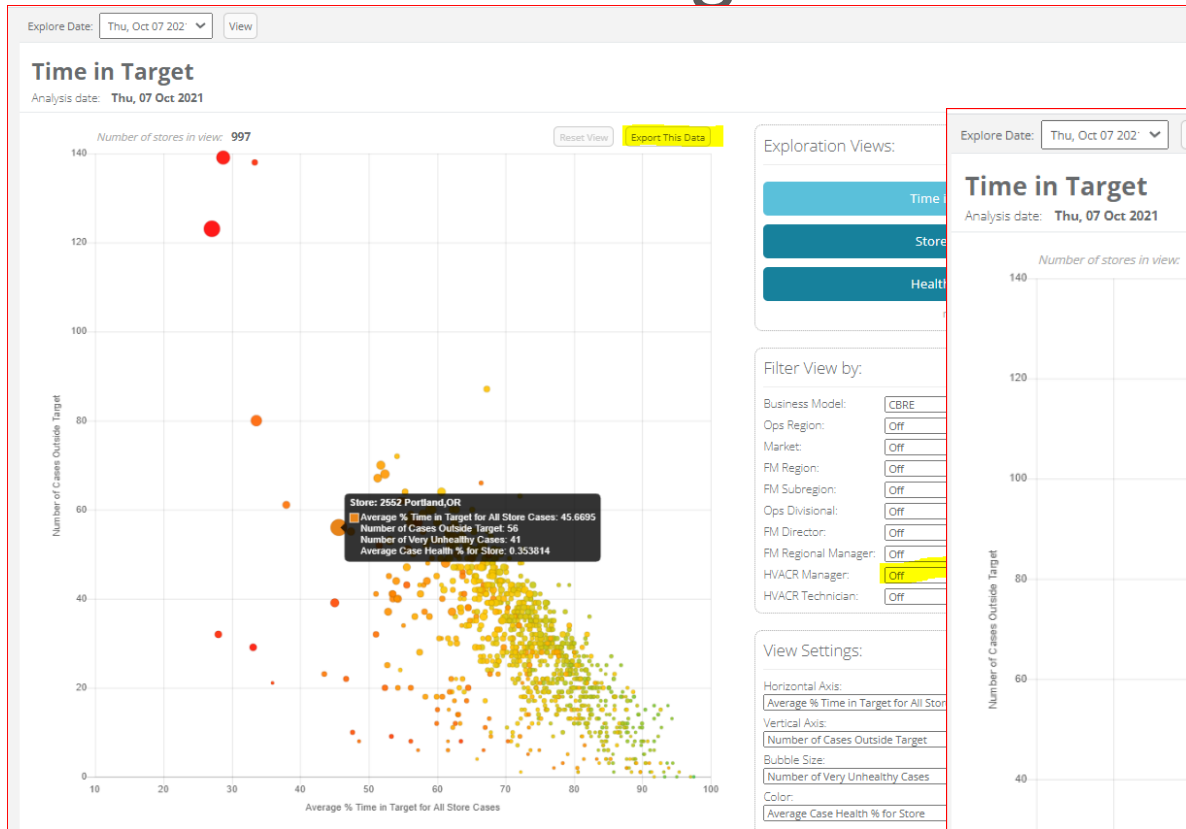 Explore Date: Thu, Oct 07 202 View
Time in Target
Analysis date: Thu, 07 Oct 2021
Number of stores in view: 997
Reset View Export This Data
140
120
100
80
60
40
20
0
Number of Cases Outside Target
10 20 30 40 50 60 70 80 90 100
Average % Time in Target for All Store Cases
Store: 2552 Portland,OR
Average % Time in Target for All Store Cases: 45.6695
Number of Cases Outside Target: 56
Number of Very Unhealthy Cases: 41
Average Case Health % for Store: 0.353814
Exploration Views:
Time i
Store
Health
Filter View by:
Business Model: CBRE
Ops Region: Off
Market: Off
FM Region: Off
FM Subregion: Off
Ops Divisional: Off
FM Director: Off
FM Regional Manager: Off
HVACR Manager: Off
HVACR Technician: Off
View Settings:
Horizontal Axis:
Average % Time in Target for All Stor
Vertical Axis:
Number of Cases Outside Target
Bubble Size:
Number of Very Unhealthy Cases
Color:
Average Case Health % for Store
Explore Date: Thu, Oct 07 202
Time in Target
Analysis date: Thu, 07 Oct 2021
Number of stores in view:
140
120
100
80
60
40
Number of Cases Outside Target